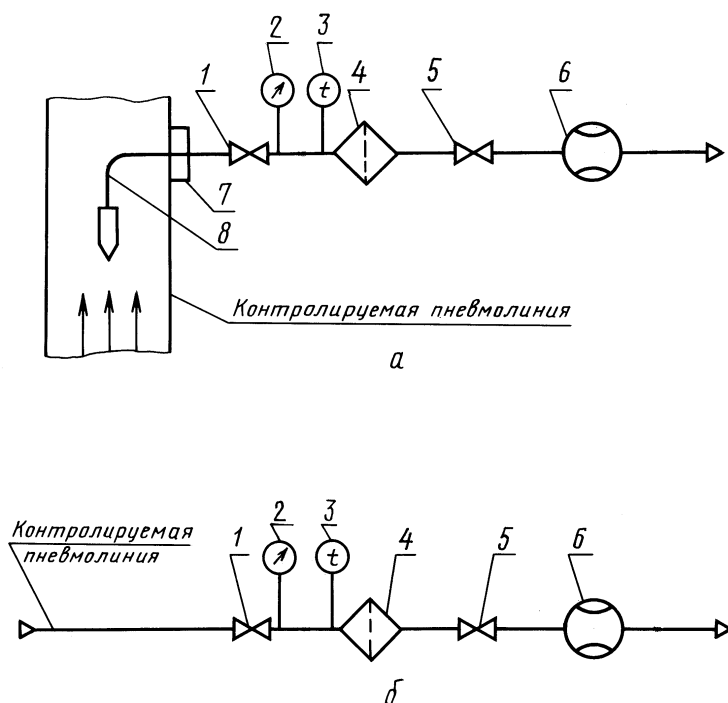 2 3
1 4 5 6
t
7
8
Контролируемая пневмолиния
а
Контролируемая
пневмолиния
2 3
1 4 5 6
t
б